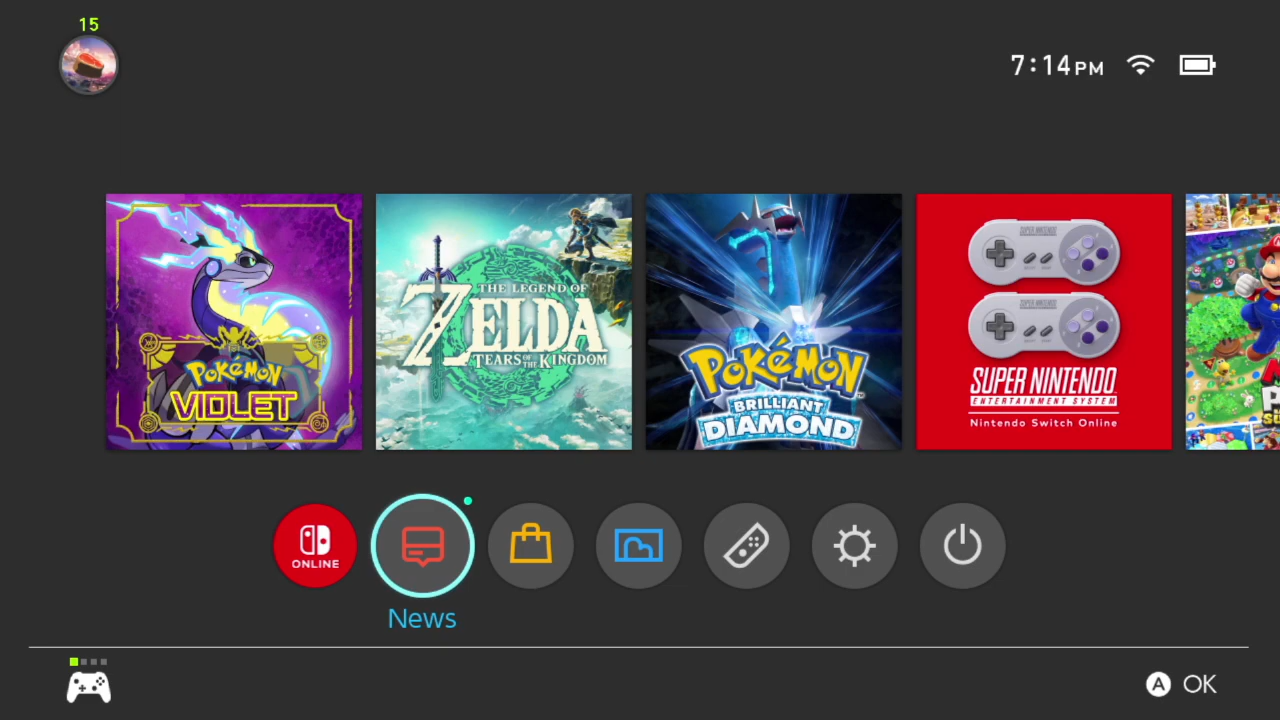 15
7:14PM
POKÉMON
VIOLET
THE LEGEND OF
ZELDA
TEARS OF THE KINGDOM
POKÉMON
BRILLIANT
DIAMOND
SUPER NINTENDO
ENTERTAINMENT SYSTEM
Nintendo Switch Online
ONLINE
News
A OK